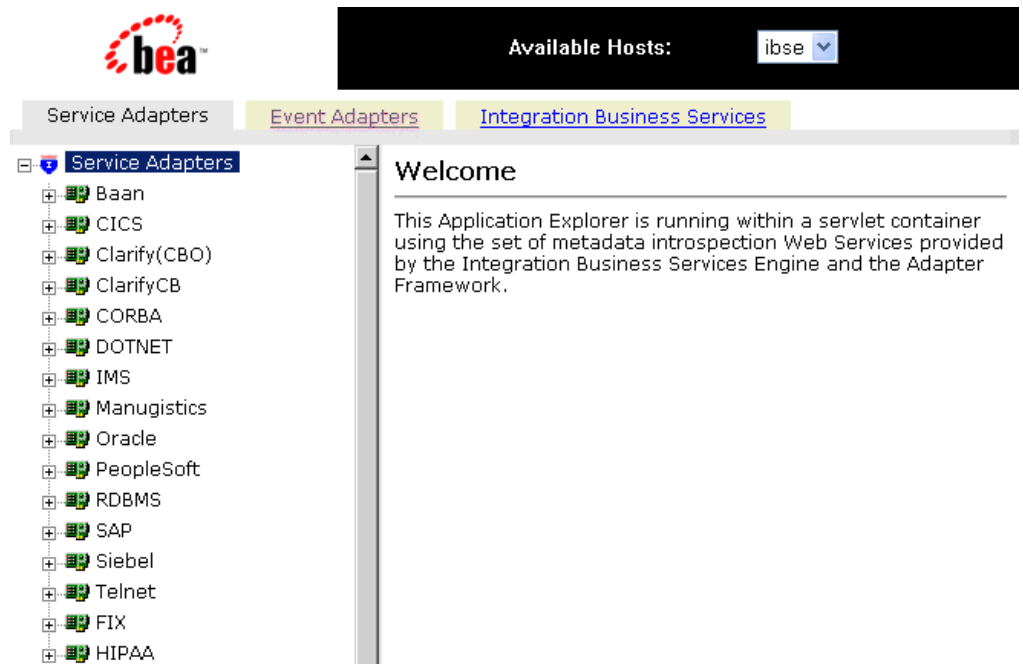 bea™
Available Hosts:
ibse
Service Adapters
Event Adapters
Integration Business Services
Service Adapters
Baan
CICS
Clarify(CBO)
ClarifyCB
CORBA
DOTNET
IMS
Manugistics
Oracle
PeopleSoft
RDBMS
SAP
Siebel
Telnet
FIX
HIPAA
Welcome
This Application Explorer is running within a servlet container
using the set of metadata introspection Web Services provided
by the Integration Business Services Engine and the Adapter
Framework.